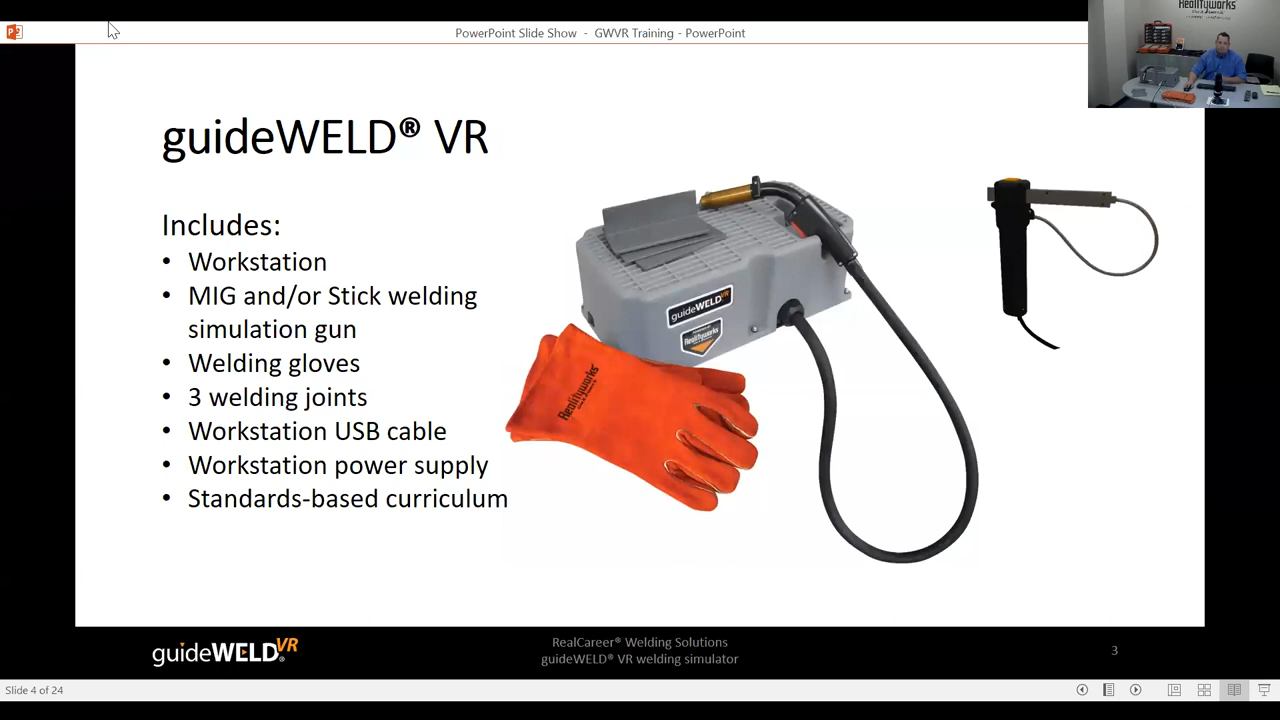 PowerPoint Slide Show - GWVR Training - PowerPoint
Realityworks
guideWELD® VR
Includes:
• Workstation
• MIG and/or Stick welding
simulation gun
• Welding gloves
• 3 welding joints
• Workstation USB cable
• Workstation power supply
• Standards-based curriculum
guideWELD VR
Realityworks
Realityworks
guideWELD VR®
RealCareer® Welding Solutions
guideWELD® VR welding simulator
3
Slide 4 of 24